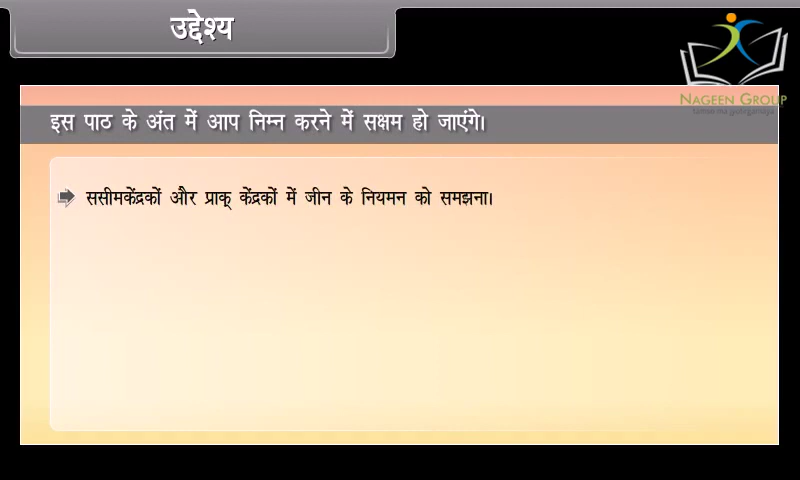 उद्देश्य
NAGEEN GROUP
इस पाठ के अंत में आप निम्न करने में सक्षम हो जाएंगे।
ससीमकेंद्रकों और प्राक् केंद्रकों में जीन के नियमन को समझना।